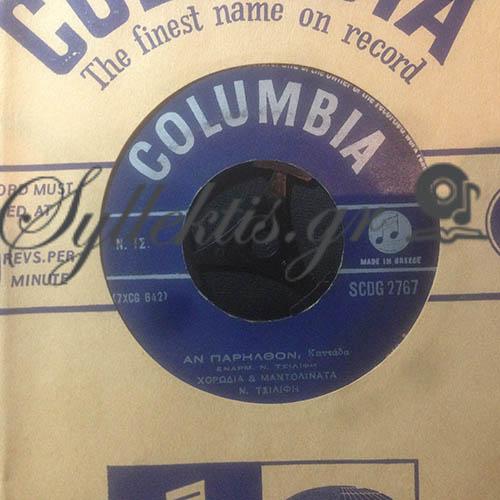 COLUMBIA
The finest name on record
COLUMBIA
N. ΤΣ.
MADE IN GREECE
(7XCG 642)
SCDG 2767
ΑΝ ΠΑΡΗΛΘΟΝ, Καντάδα
ΕΝΑΡΜ. Ν. ΤΣΙΛΙΦΗ
ΧΟΡΩΔΙΑ & ΜΑΝΤΟΛΙΝΑΤΑ
Ν. ΤΣΙΛΙΦΗ
ORD MUST
ED AT
REVS. PER
MINUTE
Syllektis.gr